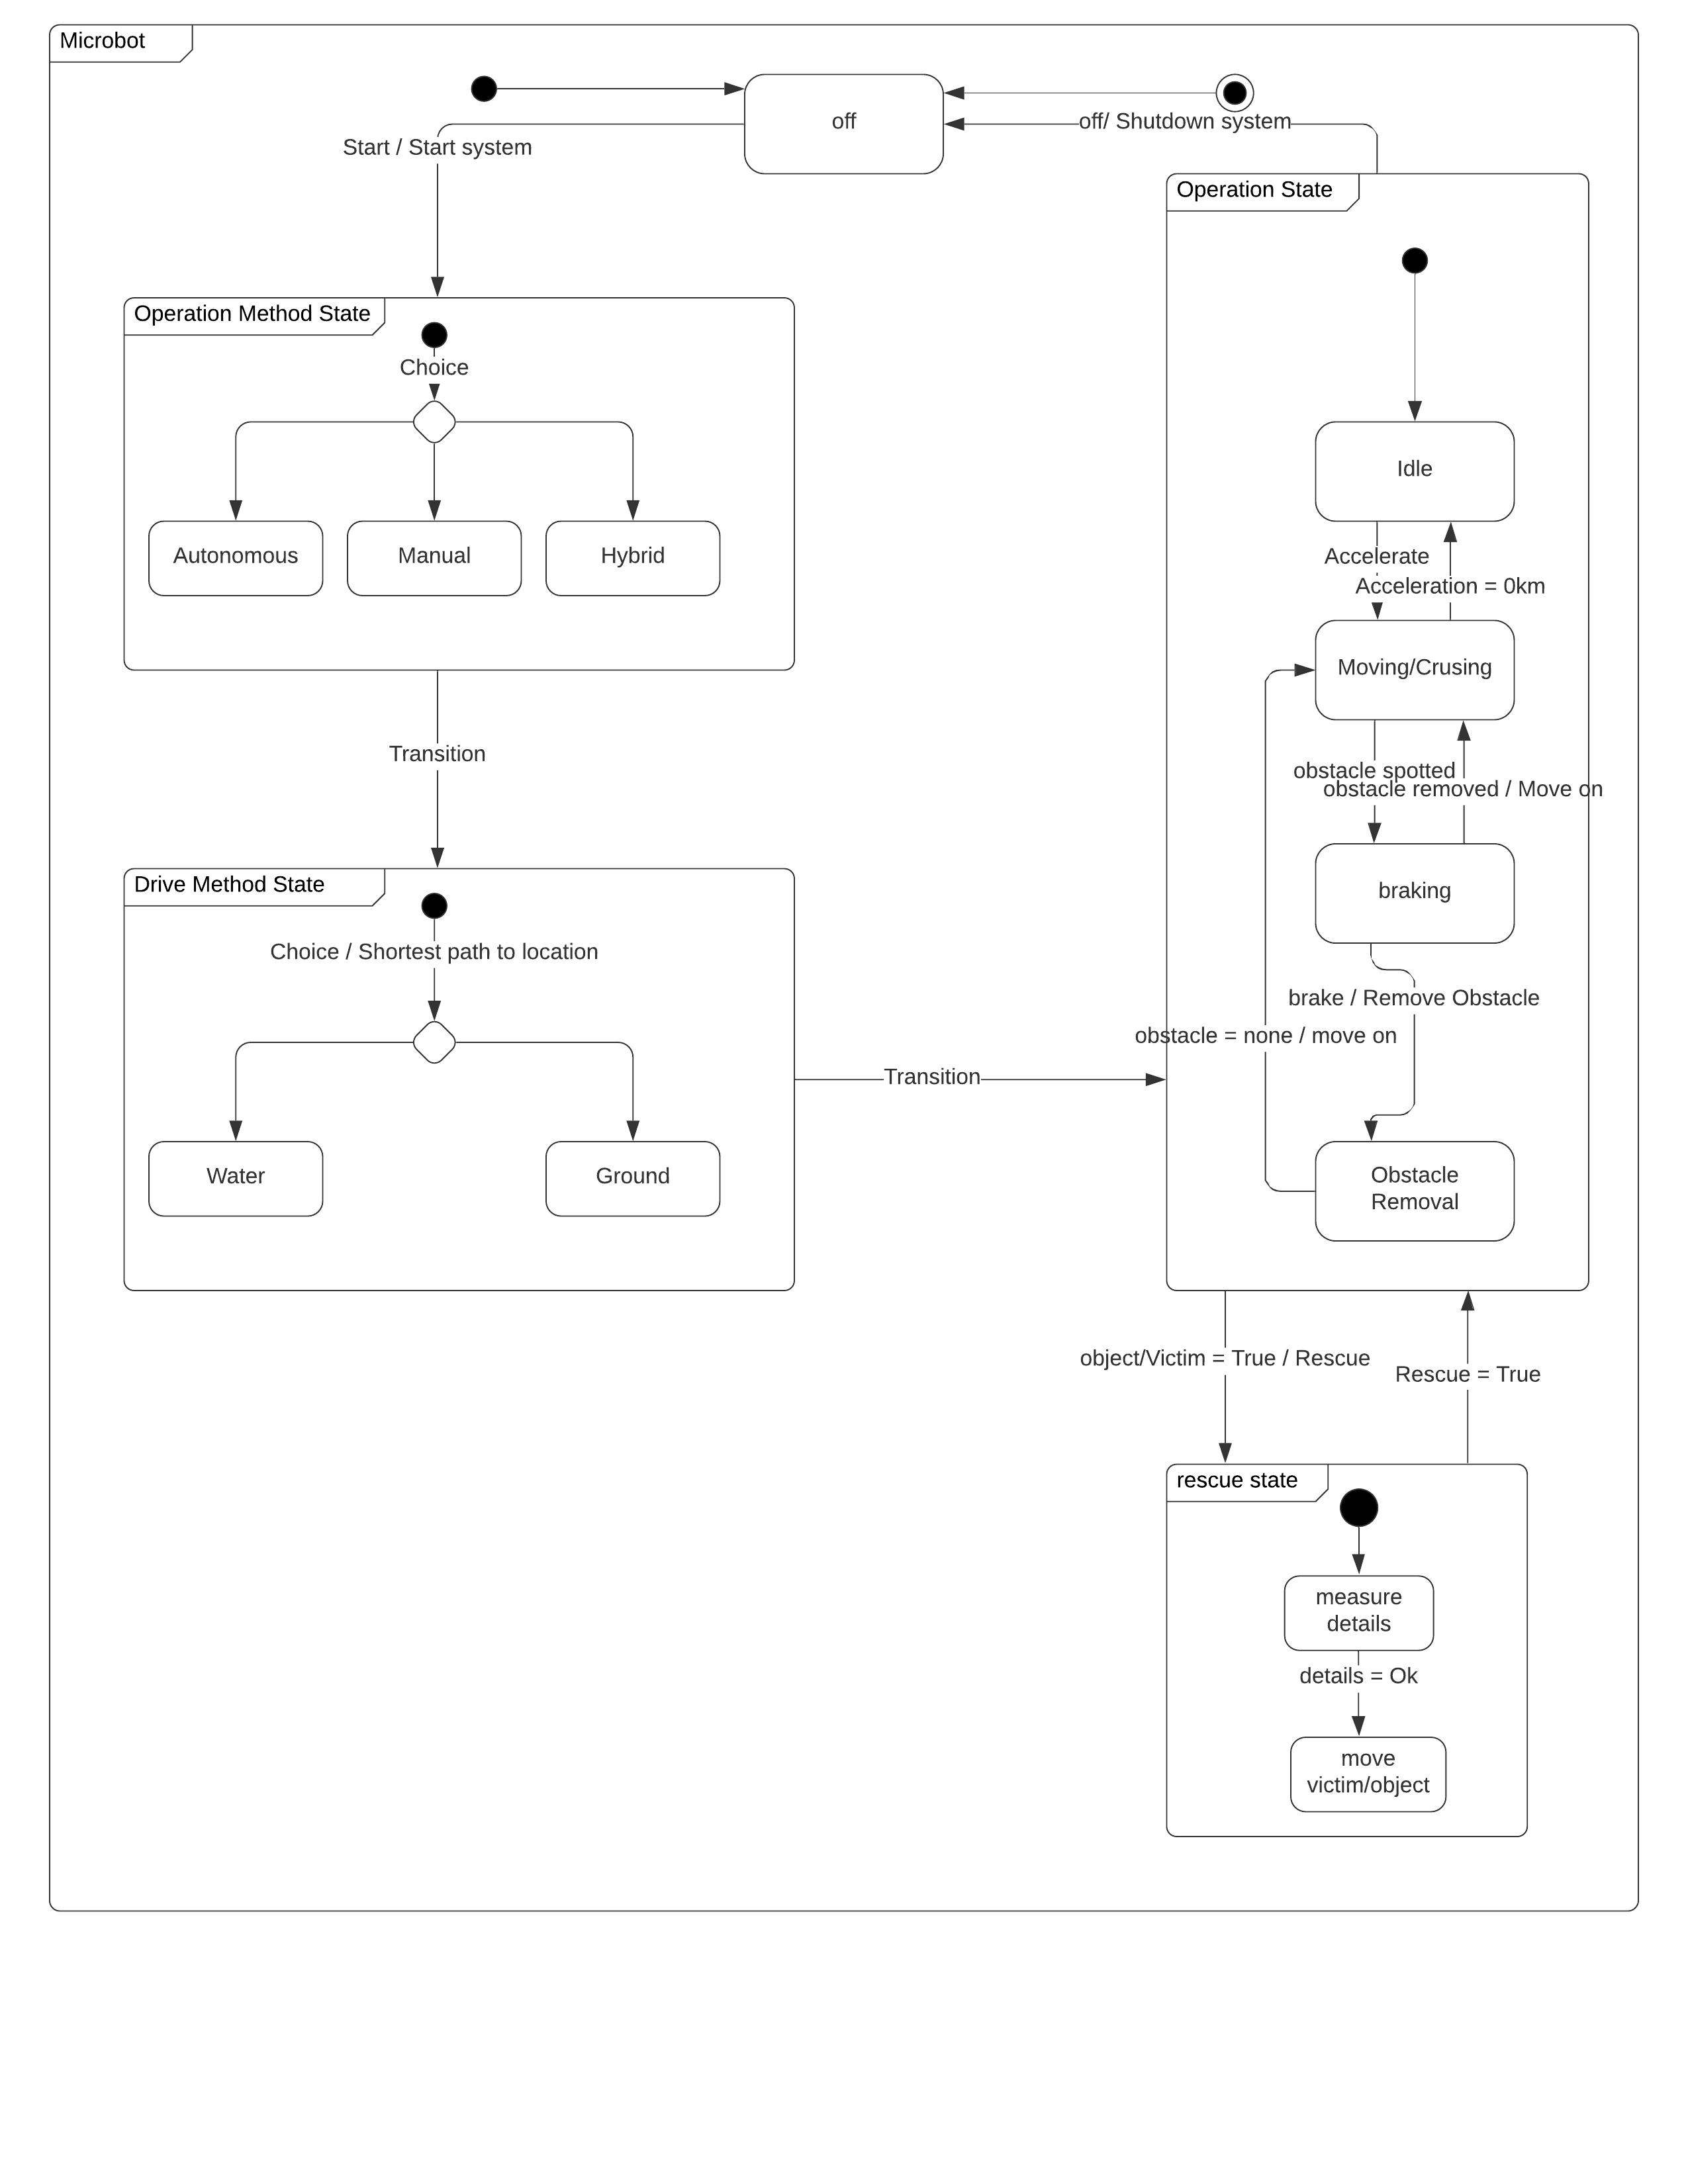 Microbot
off
off/ Shutdown system
Start / Start system
Operation State
Operation Method State
Choice
Autonomous
Manual
Hybrid
Idle
Accelerate
Acceleration = 0km
Moving/Crusing
Transition
obstacle spotted
obstacle removed / Move on
Drive Method State
braking
Choice / Shortest path to location
brake / Remove Obstacle
obstacle = none / move on
Transition
Water
Ground
Obstacle
Removal
object/Victim = True / Rescue
Rescue = True
rescue state
measure
details
details = Ok
move
victim/object